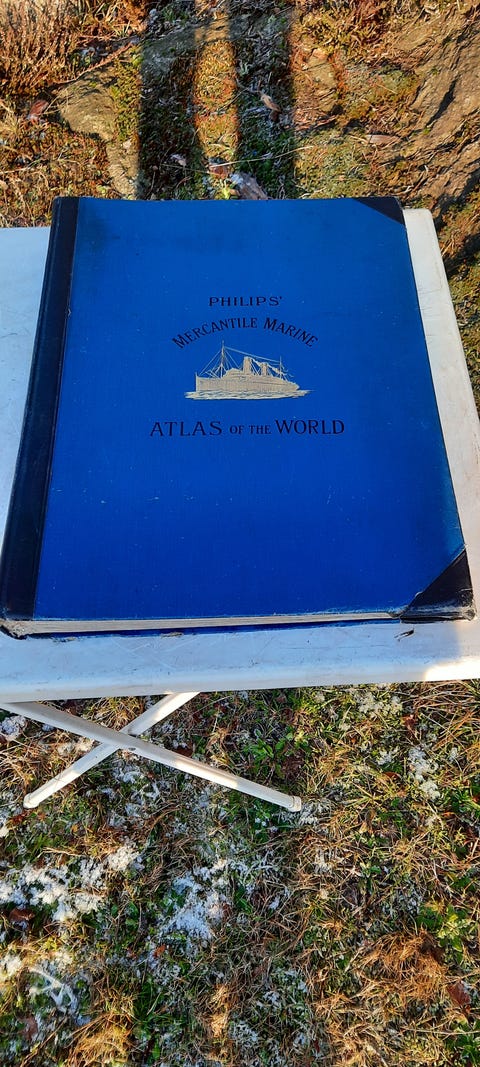 PHILIPS'
MERCANTILE MARINE
ATLAS OF THE WORLD